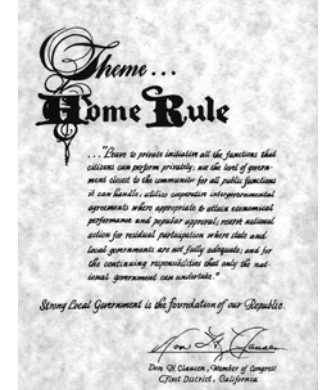 Theme...
Home Rule
..."Leave to private initiative all the functions that
citizens can perform privately; use the level of govern-
ment closest to the community for all public functions
it can handle; utilize cooperative intergovernmental
agreements where appropriate to attain economical
performance and popular approval; reserve national
action for residual participation where state and
local governments are not fully adequate; and for
the continuing responsibilities that only the nat-
ional government can undertake."
Strong Local Government is the foundation of our Republic.
Don H. Clausen
Don H. Clausen, Member of Congress
First District, California